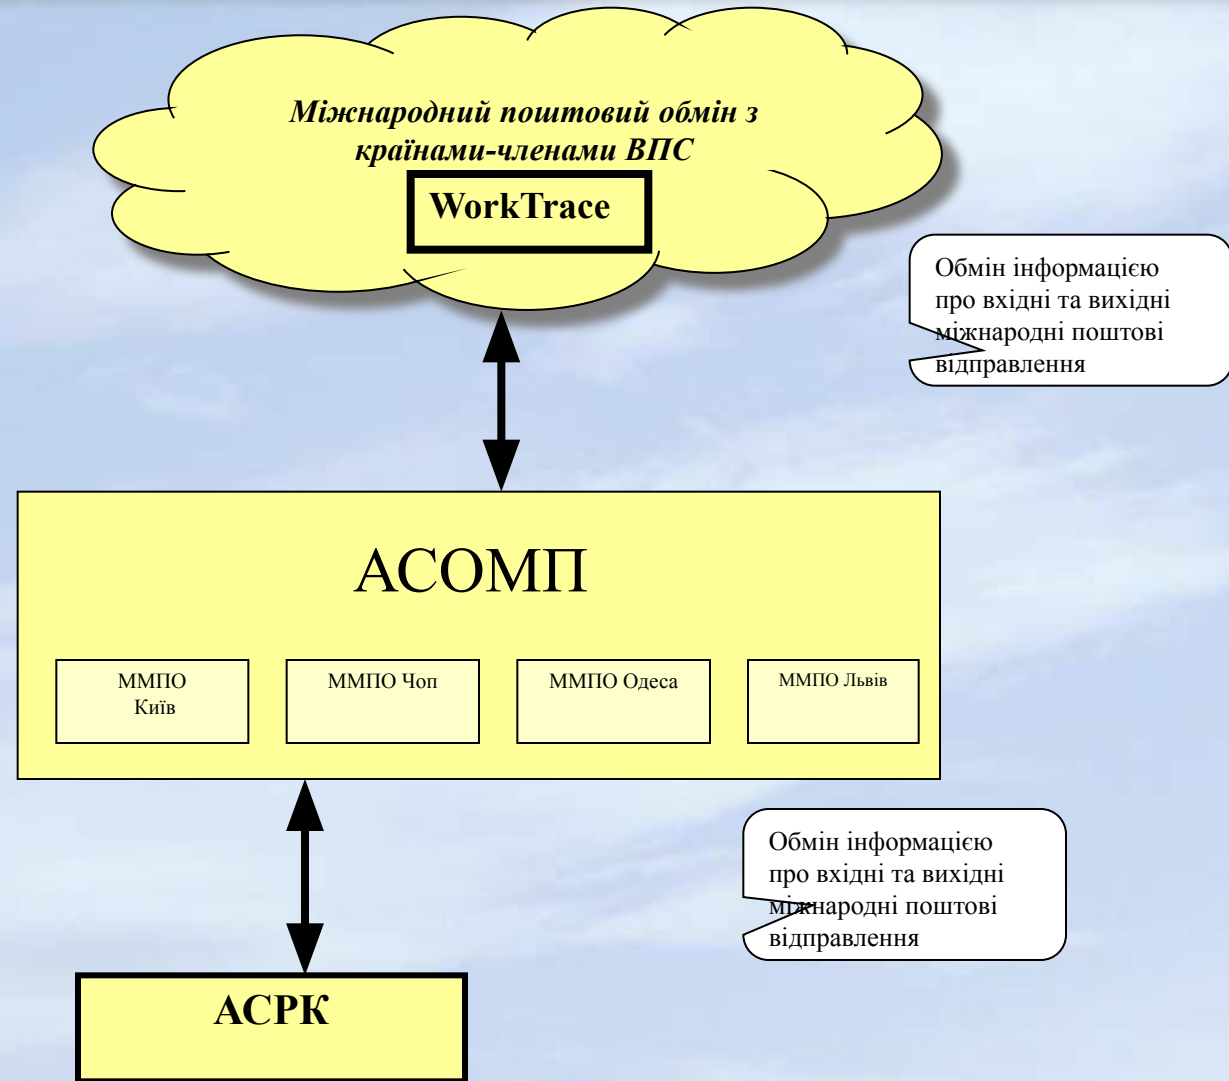 Міжнародний поштовий обмін з
країнами-членами ВПС
WorkTrace
Обмін інформацією
про вхідні та вихідні
міжнародні поштові
відправлення
АСОМП
ММПО
Київ
ММПО Чоп
ММПО Одеса
ММПО Львів
Обмін інформацією
про вхідні та вихідні
міжнародні поштові
відправлення
АСРК